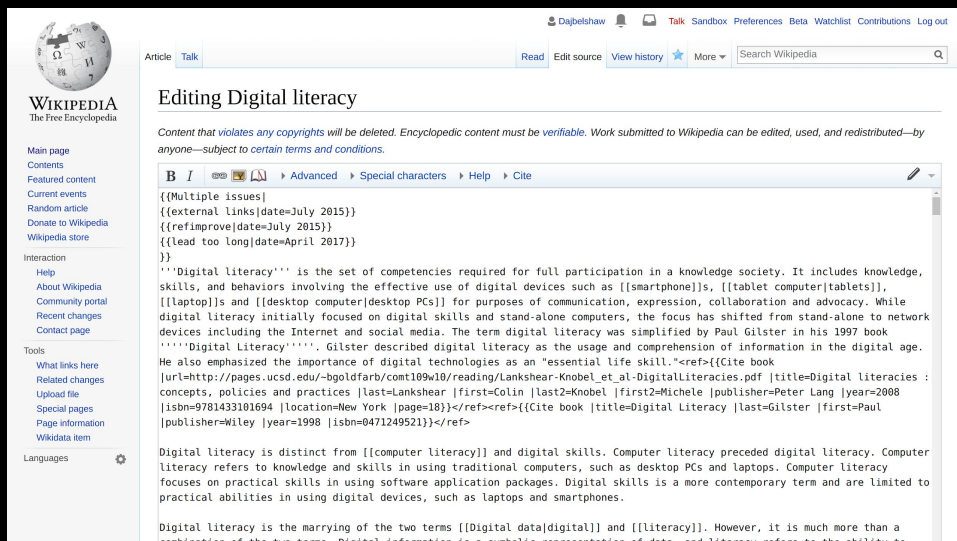 Dajbelshaw Talk Sandbox Preferences Beta Watchlist Contributions Log out
Article Talk Read Edit source View history More Search Wikipedia
WIKIPEDIA
The Free Encyclopedia
Main page
Contents
Featured content
Current events
Random article
Donate to Wikipedia
Wikipedia store
Interaction
Help
About Wikipedia
Community portal
Recent changes
Contact page
Tools
What links here
Related changes
Upload file
Special pages
Page information
Wikidata item
Languages
Editing Digital literacy
Content that violates any copyrights will be deleted. Encyclopedic content must be verifiable. Work submitted to Wikipedia can be edited, used, and redistributed—by
anyone—subject to certain terms and conditions.
B I Advanced Special characters Help Cite
{{Multiple issues|
{{external links|date=July 2015}}
{{refimprove|date=July 2015}}
{{lead too long|date=April 2017}}
}}
'''Digital literacy''' is the set of competencies required for full participation in a knowledge society. It includes knowledge,
skills, and behaviors involving the effective use of digital devices such as [[smartphone]]s, [[tablet computer|tablets]],
[[laptop]]s and [[desktop computer|desktop PCs]] for purposes of communication, expression, collaboration and advocacy. While
digital literacy initially focused on digital skills and stand-alone computers, the focus has shifted from stand-alone to network
devices including the Internet and social media. The term digital literacy was simplified by Paul Gilster in his 1997 book
'''''Digital Literacy'''''. Gilster described digital literacy as the usage and comprehension of information in the digital age.
He also emphasized the importance of digital technologies as an "essential life skill."<ref>{{Cite book
|url=http://pages.ucsd.edu/~bgoldfarb/comt109w10/reading/Lankshear-Knobel_et_al-DigitalLiteracies.pdf |title=Digital literacies :
concepts, policies and practices |last=Lankshear |first=Colin |last2=Knobel |first2=Michele |publisher=Peter Lang |year=2008
|isbn=9781433101694 |location=New York |page=18}}</ref><ref>{{Cite book |title=Digital Literacy |last=Gilster |first=Paul
|publisher=Wiley |year=1998 |isbn=0471249521}}</ref>
Digital literacy is distinct from [[computer literacy]] and digital skills. Computer literacy preceded digital literacy. Computer
literacy refers to knowledge and skills in using traditional computers, such as desktop PCs and laptops. Computer literacy
focuses on practical skills in using software application packages. Digital skills is a more contemporary term and are limited to
practical abilities in using digital devices, such as laptops and smartphones.
Digital literacy is the marrying of the two terms [[Digital data|digital]] and [[literacy]]. However, it is much more than a
combination of the two terms. Digital information is a symbolic representation of data, and literacy refers to the ability to